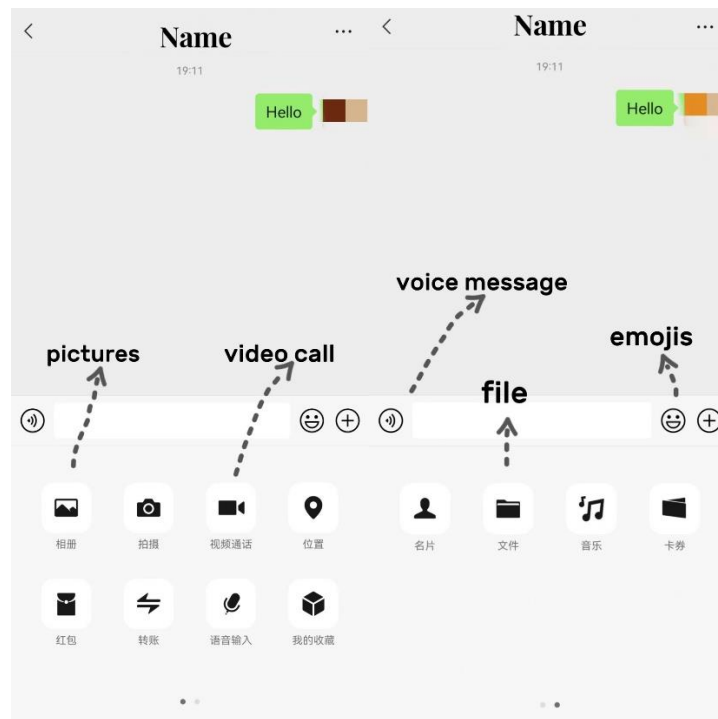 Name
19:11
Hello
pictures
video call
相册
拍摄
视频通话
位置
红包
转账
语音输入
我的收藏
Name
19:11
Hello
voice message
emojis
file
名片
文件
音乐
卡券